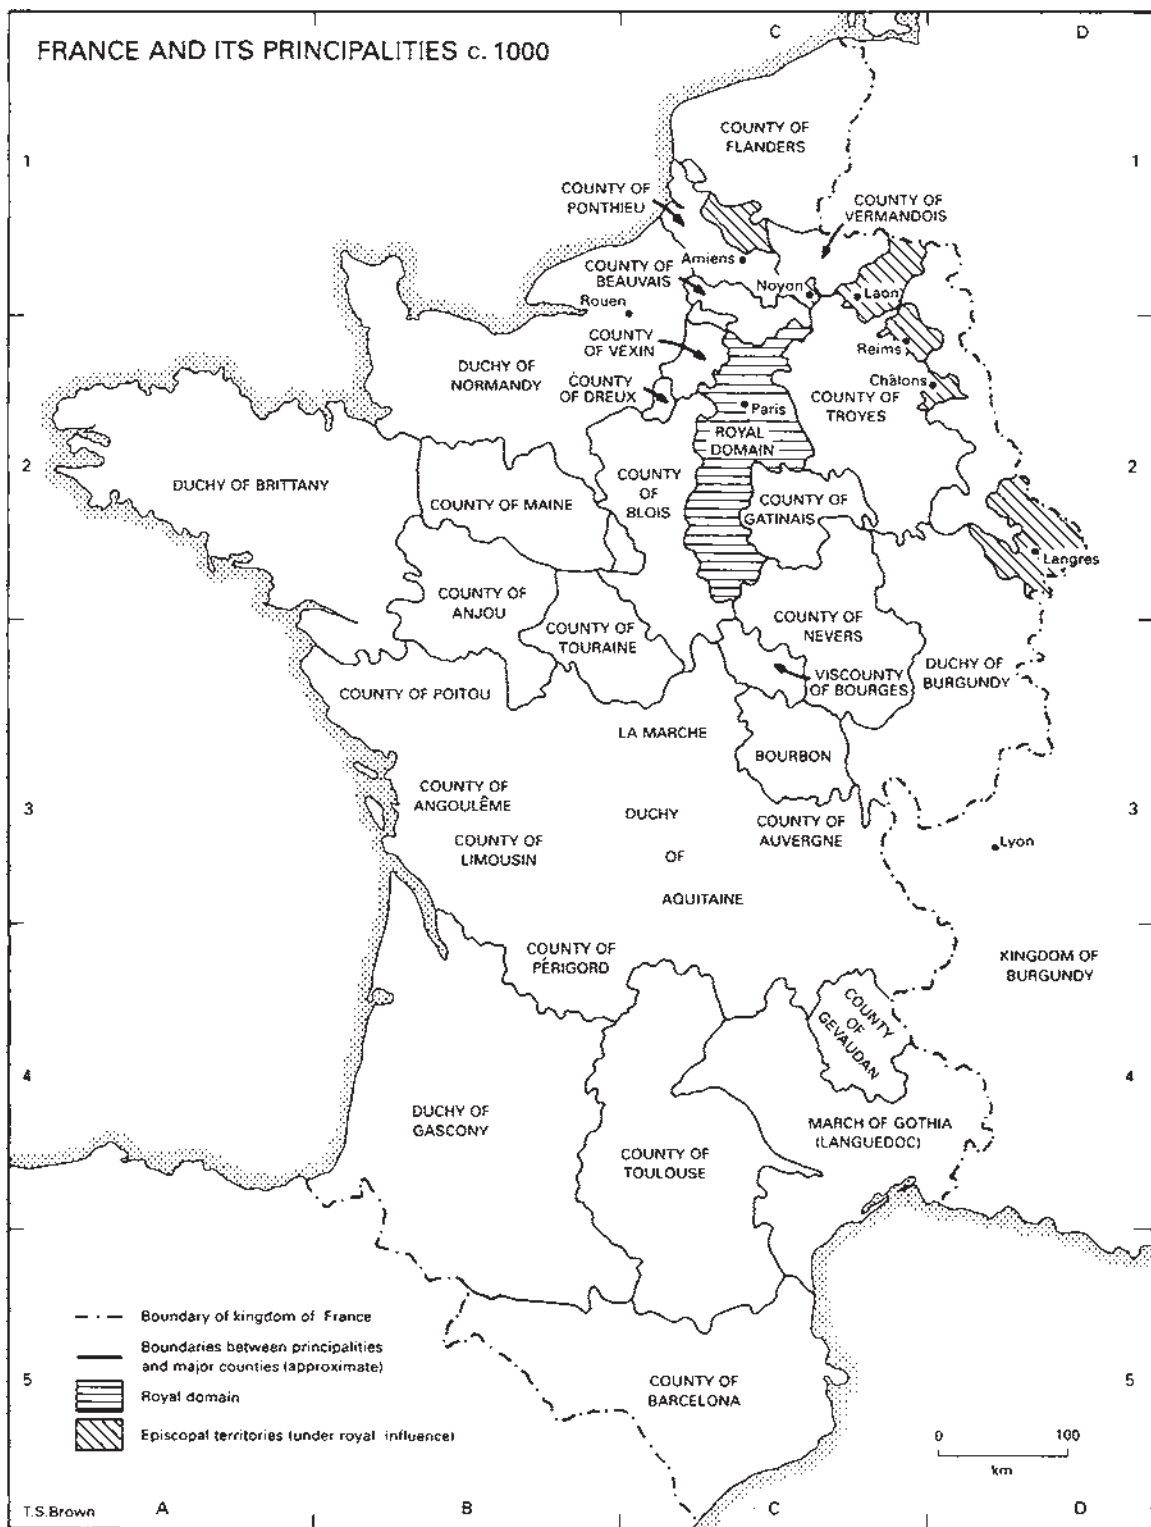 FRANCE AND ITS PRINCIPALITIES c. 1000
C
D
1
1
COUNTY OF
FLANDERS
COUNTY OF
PONTHIEU
COUNTY OF
VERMANDOIS
Amiens
COUNTY OF
BEAUVAIS
Noyon
Laon
Rouen
COUNTY
OF VEXIN
Reims
DUCHY OF
NORMANDY
COUNTY
OF DREUX
Châlons
COUNTY OF
TROYES
Paris
ROYAL
DOMAIN
2
2
DUCHY OF BRITTANY
COUNTY OF MAINE
COUNTY
OF
BLOIS
COUNTY OF
GATINAIS
Langres
COUNTY OF
ANJOU
COUNTY OF
TOURAINE
COUNTY OF
NEVERS
DUCHY OF
BURGUNDY
VISCOUNTY
OF BOURGES
COUNTY OF POITOU
LA MARCHE
BOURBON
3
3
COUNTY OF
ANGOULÊME
DUCHY
OF
AQUITAINE
COUNTY OF
AUVERGNE
COUNTY OF
LIMOUSIN
Lyon
COUNTY OF
PÉRIGORD
KINGDOM OF
BURGUNDY
COUNTY
OF
GEVAUDAN
4
4
DUCHY OF
GASCONY
MARCH OF GOTHIA
(LANGUEDOC)
COUNTY OF
TOULOUSE
COUNTY OF
BARCELONA
Boundary of kingdom of France
Boundaries between principalities
and major counties (approximate)
5
5
Royal domain
Episcopal territories (under royal influence)
0 100
km
T.S.Brown
A
B
C
D